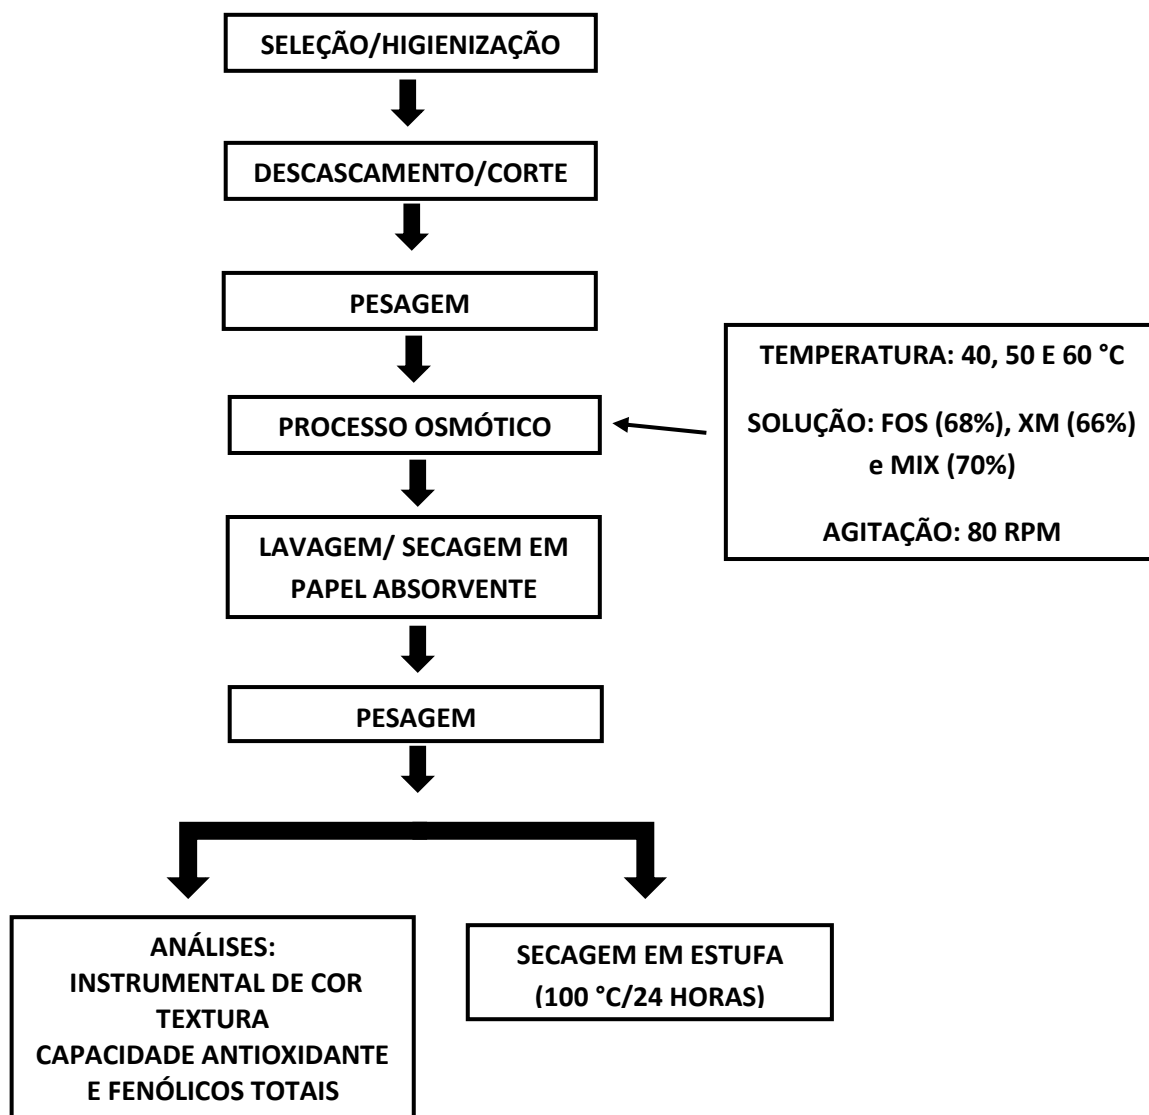 SELEÇÃO/HIGIENIZAÇÃO
DESCASCAMENTO/CORTE
PESAGEM
PROCESSO OSMÓTICO
TEMPERATURA: 40, 50 E 60 °C
SOLUÇÃO: FOS (68%), XM (66%)
e MIX (70%)
AGITAÇÃO: 80 RPM
LAVAGEM/ SECAGEM EM
PAPEL ABSORVENTE
PESAGEM
ANÁLISES:
INSTRUMENTAL DE COR
TEXTURA
CAPACIDADE ANTIOXIDANTE
E FENÓLICOS TOTAIS
SECAGEM EM ESTUFA
(100 °C/24 HORAS)